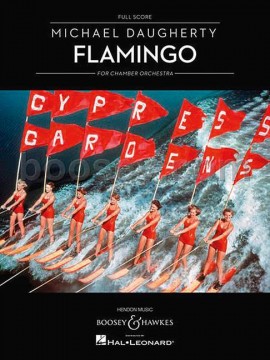 FULL SCORE
MICHAEL DAUGHERTY
FLAMINGO
FOR CHAMBER ORCHESTRA
CYPRESS
GARDENS
HENDON MUSIC
BOOSEY & HAWKES
HAL•LEONARD®